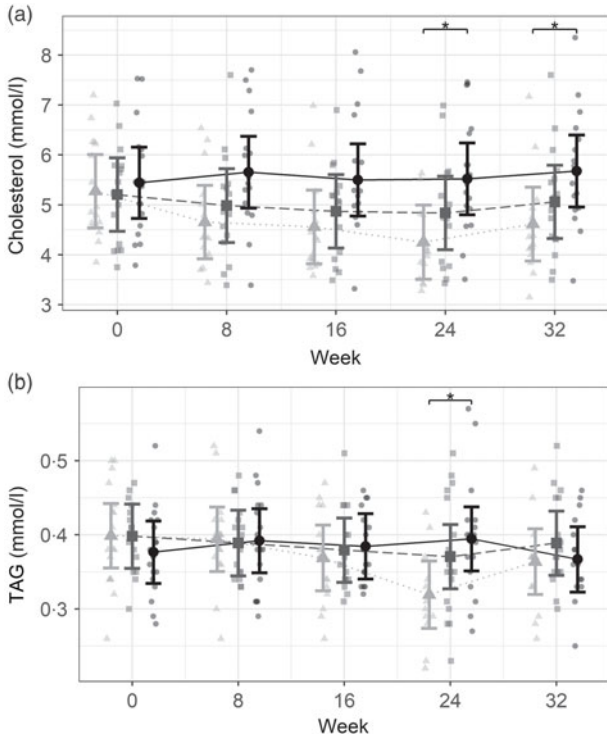 (a)
* *
8
7
6
5
4
3
Cholesterol (mmol/l)
0 8 16 24 32
Week
(b)
*
0·5
0·4
0·3
TAG (mmol/l)
0 8 16 24 32
Week